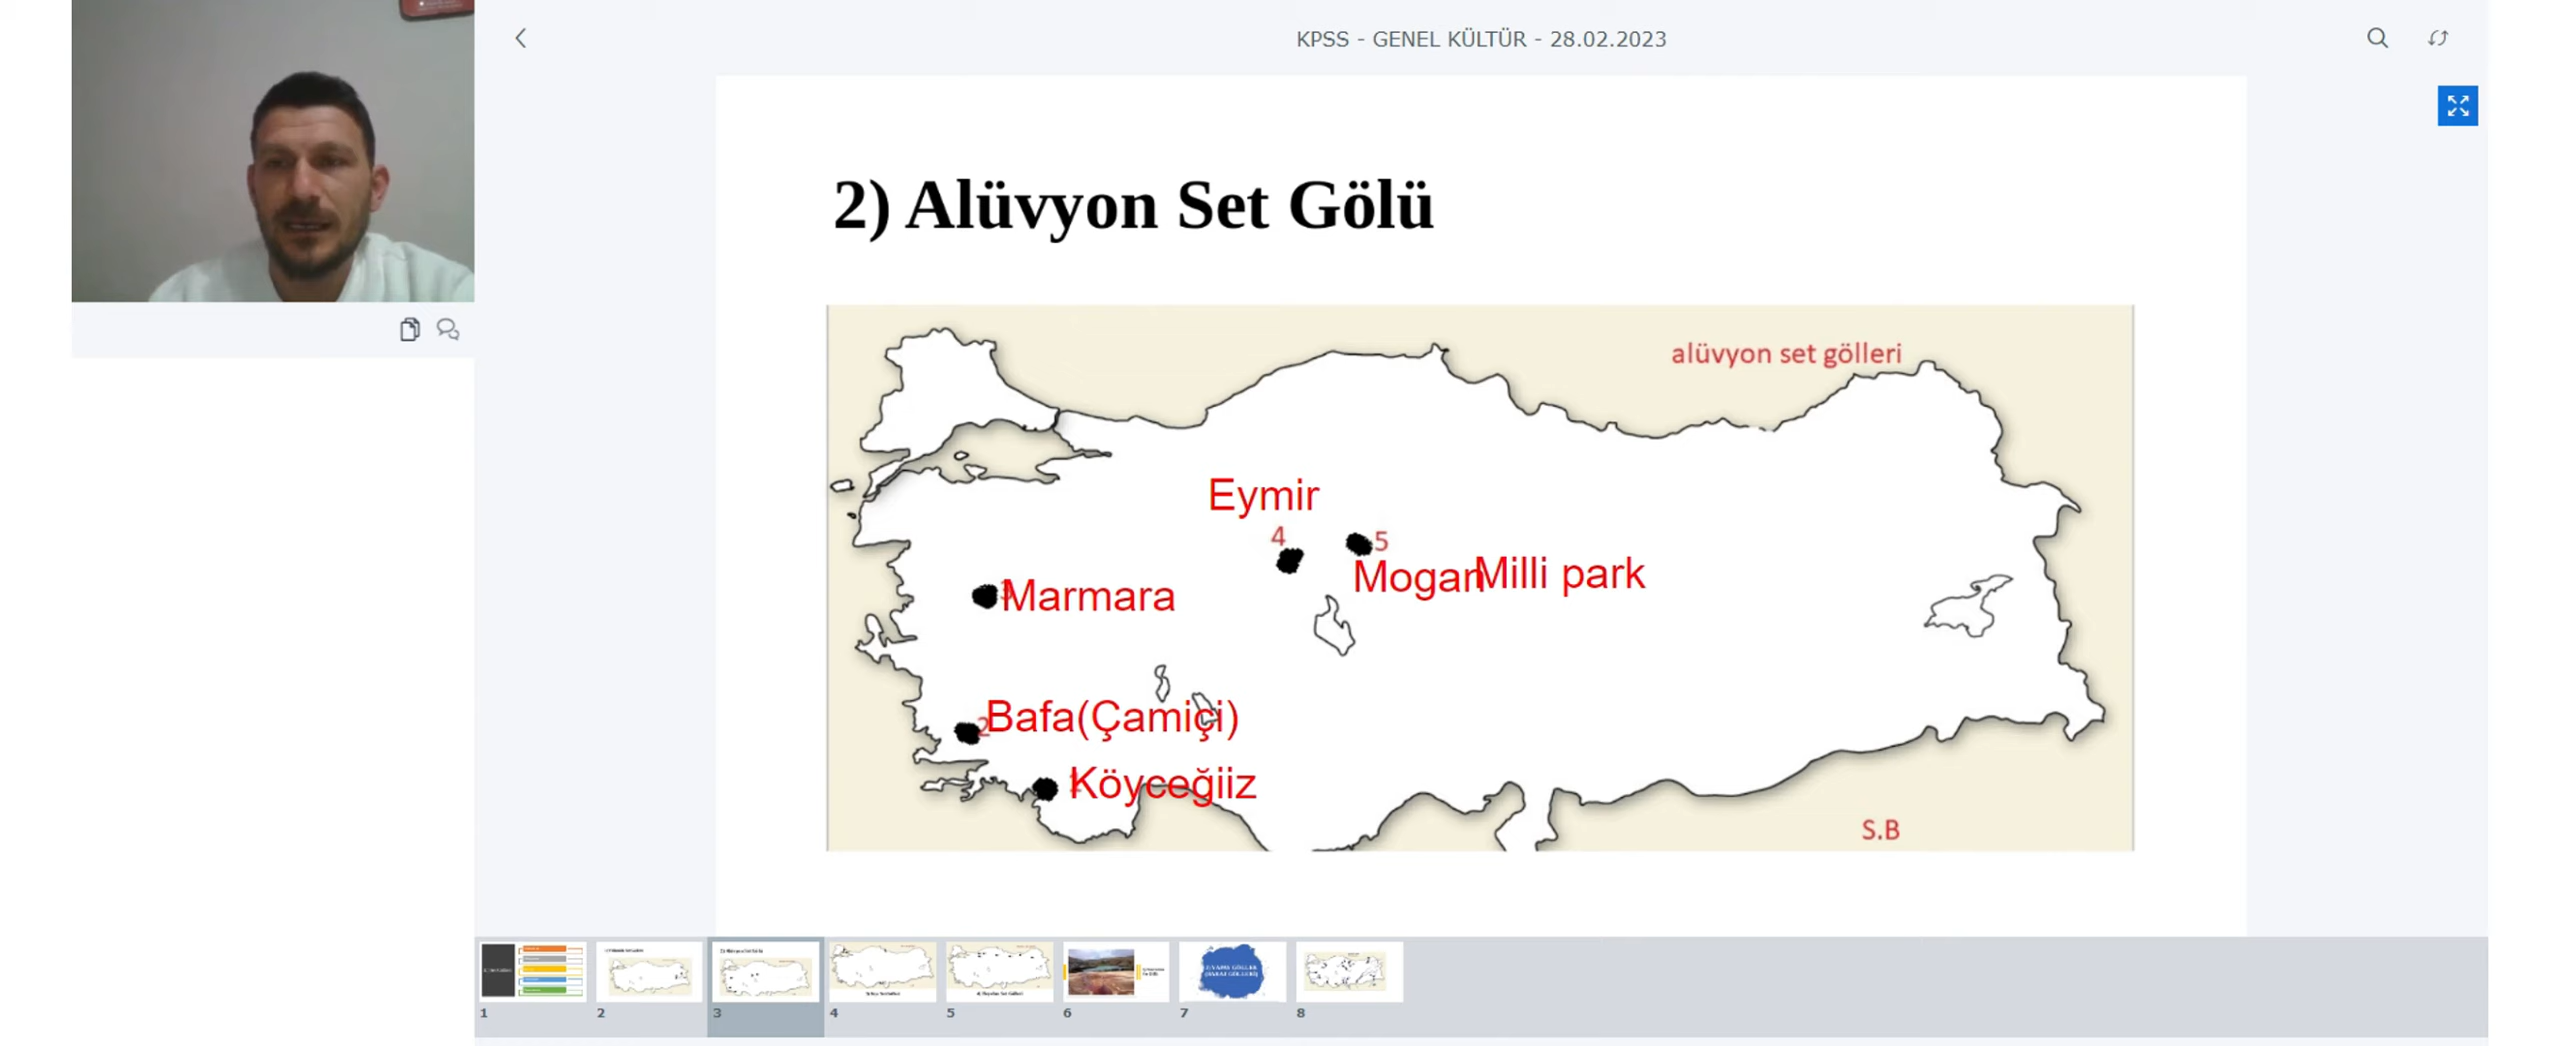 KPSS - GENEL KÜLTÜR - 28.02.2023
2) Alüvyon Set Gölü
alüvyon set gölleri
Eymir
4
5
Mogan
Milli park
Marmara
2
Bafa(Çamiçi)
Köyceğiiz
S.B
1
2
3
4
5
6
7
8